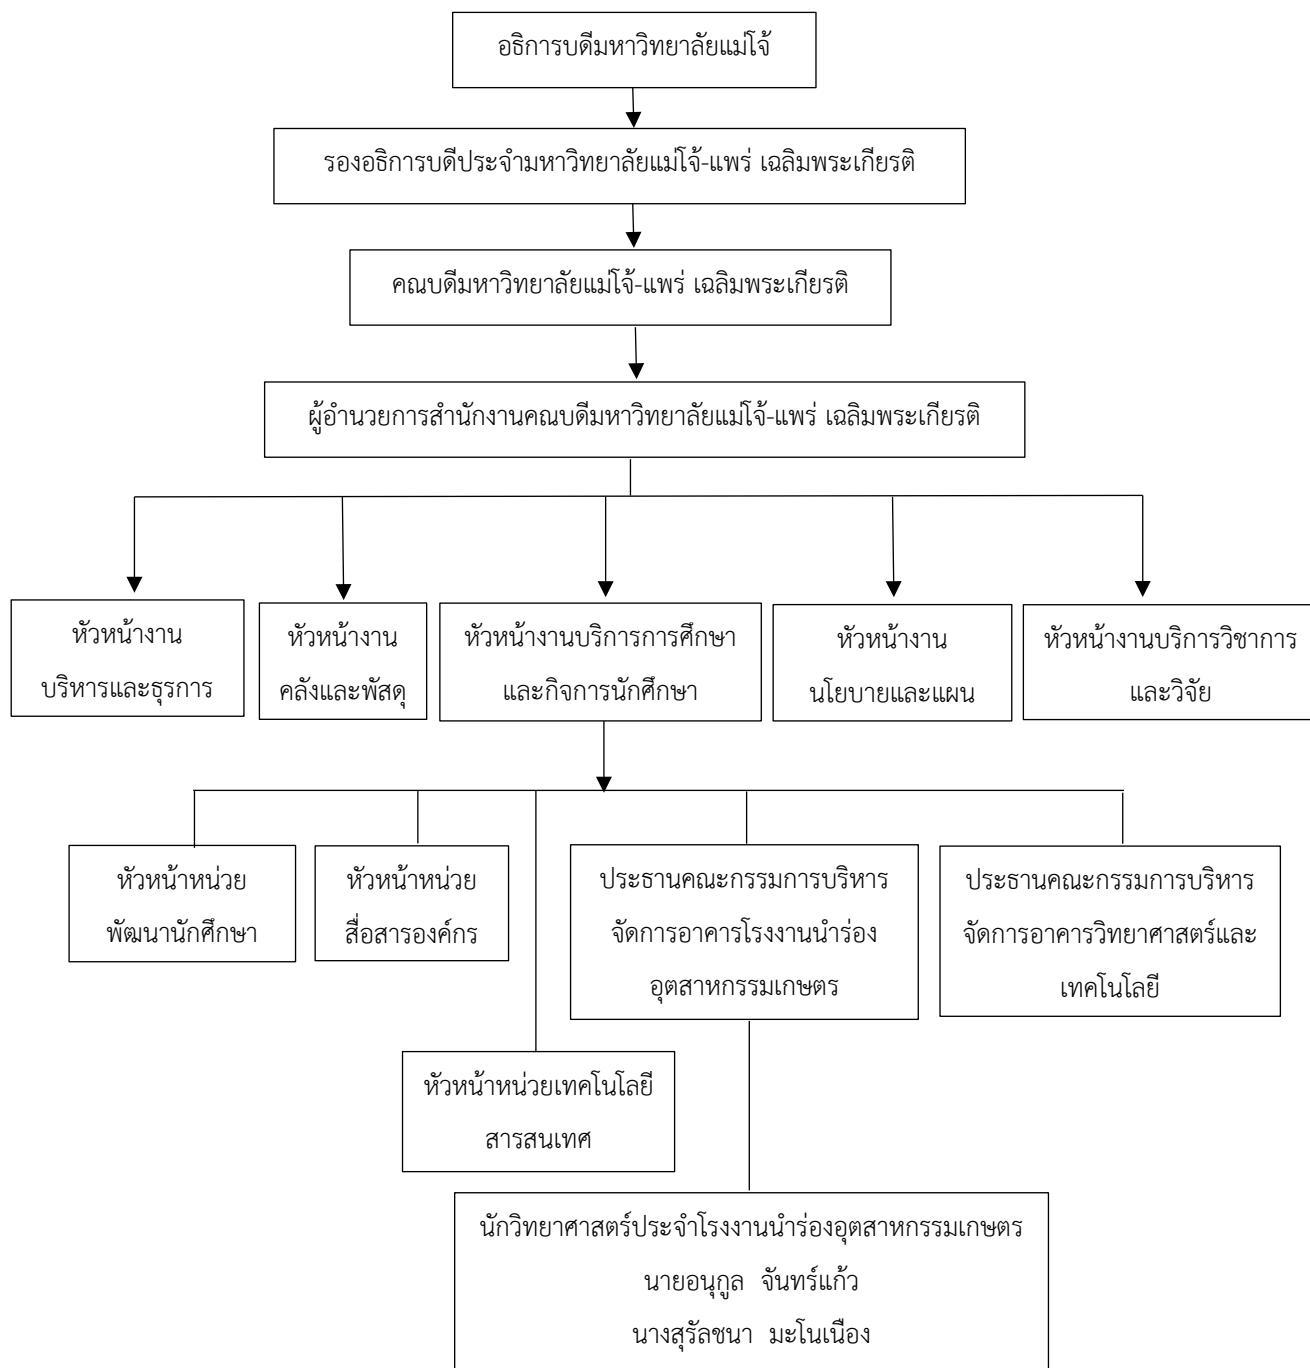 อธิการบดีมหาวิทยาลัยแม่โจ้
รองอธิการบดีประจำมหาวิทยาลัยแม่โจ้-แพร่ เฉลิมพระเกียรติ
คณบดีมหาวิทยาลัยแม่โจ้-แพร่ เฉลิมพระเกียรติ
ผู้อำนวยการสำนักงานคณบดีมหาวิทยาลัยแม่โจ้-แพร่ เฉลิมพระเกียรติ
หัวหน้างาน
บริหารและธุรการ
หัวหน้างาน
คลังและพัสดุ
หัวหน้างานบริการการศึกษา
และกิจการนักศึกษา
หัวหน้างาน
นโยบายและแผน
หัวหน้างานบริการวิชาการ
และวิจัย
หัวหน้าหน่วย
พัฒนานักศึกษา
หัวหน้าหน่วย
สื่อสารองค์กร
ประธานคณะกรรมการบริหาร
จัดการอาคารโรงงานนำร่อง
อุตสาหกรรมเกษตร
ประธานคณะกรรมการบริหาร
จัดการอาคารวิทยาศาสตร์และ
เทคโนโลยี
หัวหน้าหน่วยเทคโนโลยี
สารสนเทศ
นักวิทยาศาสตร์ประจำโรงงานนำร่องอุตสาหกรรมเกษตร
นายอนุกูล จันทร์แก้ว
นางสุรัลชนา มะโนเนือง